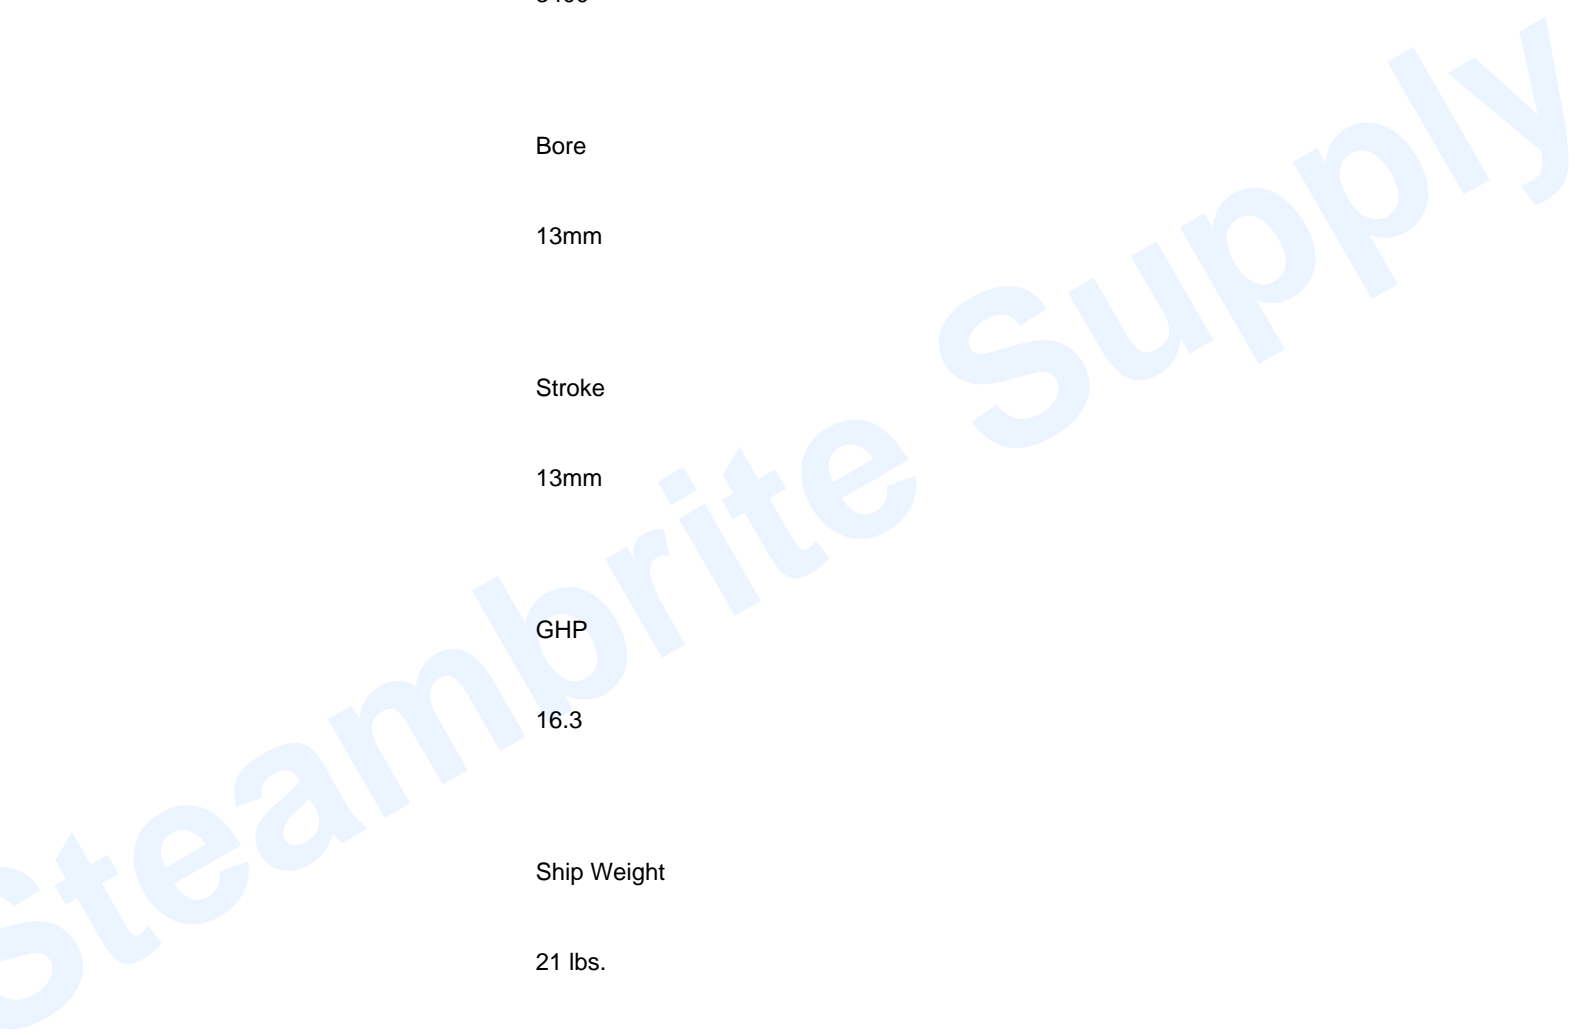 Bore
13mm
Stroke
13mm
GHP
16.3
Ship Weight
21 lbs.
Steambrite Supply